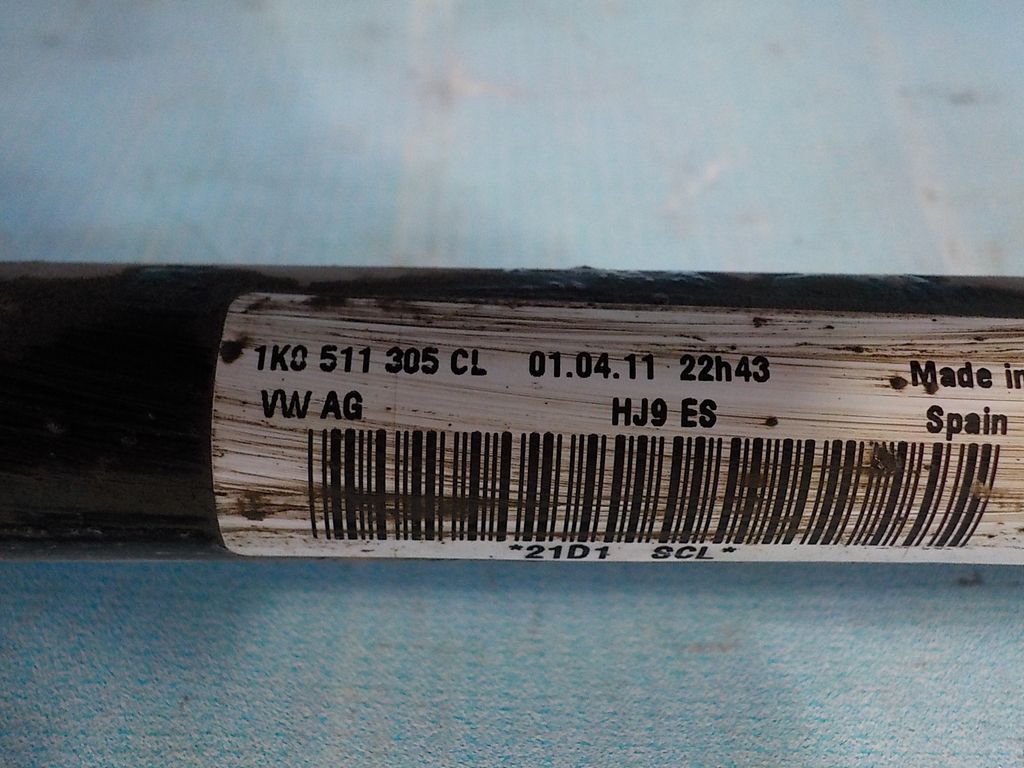 1K0 511 305 CL 01.04.11 22h43 Made in
VW AG HJ9 ES Spain
*21D1 SCL*